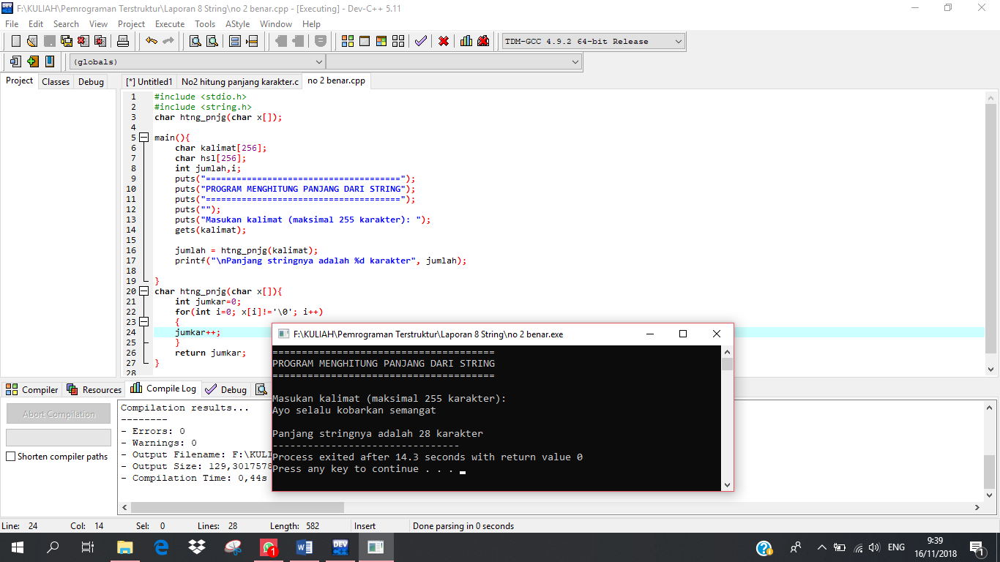 F:\KULIAH\Pemrograman Terstruktur\Laporan 8 String\no 2 benar.cpp - [Executing] - Dev-C++ 5.11
File Edit Search View Project Execute Tools AStyle Window Help
TDM-GCC 4.9.2 64-bit Release
(globals)
Project Classes Debug [*] Untitled1 No2 hitung panjang karakter.c no 2 benar.cpp
1 #include <stdio.h>
2 #include <string.h>
3 char htng_pnjg(char x[]);
4
5 main(){
6 char kalimat[256];
7 char hsl[256];
8 int jumlah,i;
9 puts("======================================");
10 puts("PROGRAM MENGHITUNG PANJANG DARI STRING");
11 puts("======================================");
12 puts("");
13 puts("Masukan kalimat (maksimal 255 karakter): ");
14 gets(kalimat);
15
16 jumlah = htng_pnjg(kalimat);
17 printf("\nPanjang stringnya adalah %d karakter", jumlah);
18
19 }
20 char htng_pnjg(char x[]){
21 int jumkar=0;
22 for(int i=0; x[i]!='\0'; i++)
23 {
24 jumkar++;
25 }
26 return jumkar;
27 }
28
F:\KULIAH\Pemrograman Terstruktur\Laporan 8 String\no 2 benar.exe
======================================
PROGRAM MENGHITUNG PANJANG DARI STRING
======================================
Masukan kalimat (maksimal 255 karakter):
Ayo selalu kobarkan semangat
Panjang stringnya adalah 28 karakter
--------------------------------
Process exited after 14.3 seconds with return value 0
Press any key to continue . . .
Compiler Resources Compile Log Debug
Abort Compilation
Shorten compiler paths
Compilation results...
--------
- Errors: 0
- Warnings: 0
- Output Filename: F:\KULI
- Output Size: 129,3017578
- Compilation Time: 0,44s
Line: 24 Col: 14 Sel: 0 Lines: 28 Length: 582 Insert Done parsing in 0 seconds
DEV
1
ENG
9:39
16/11/2018
1